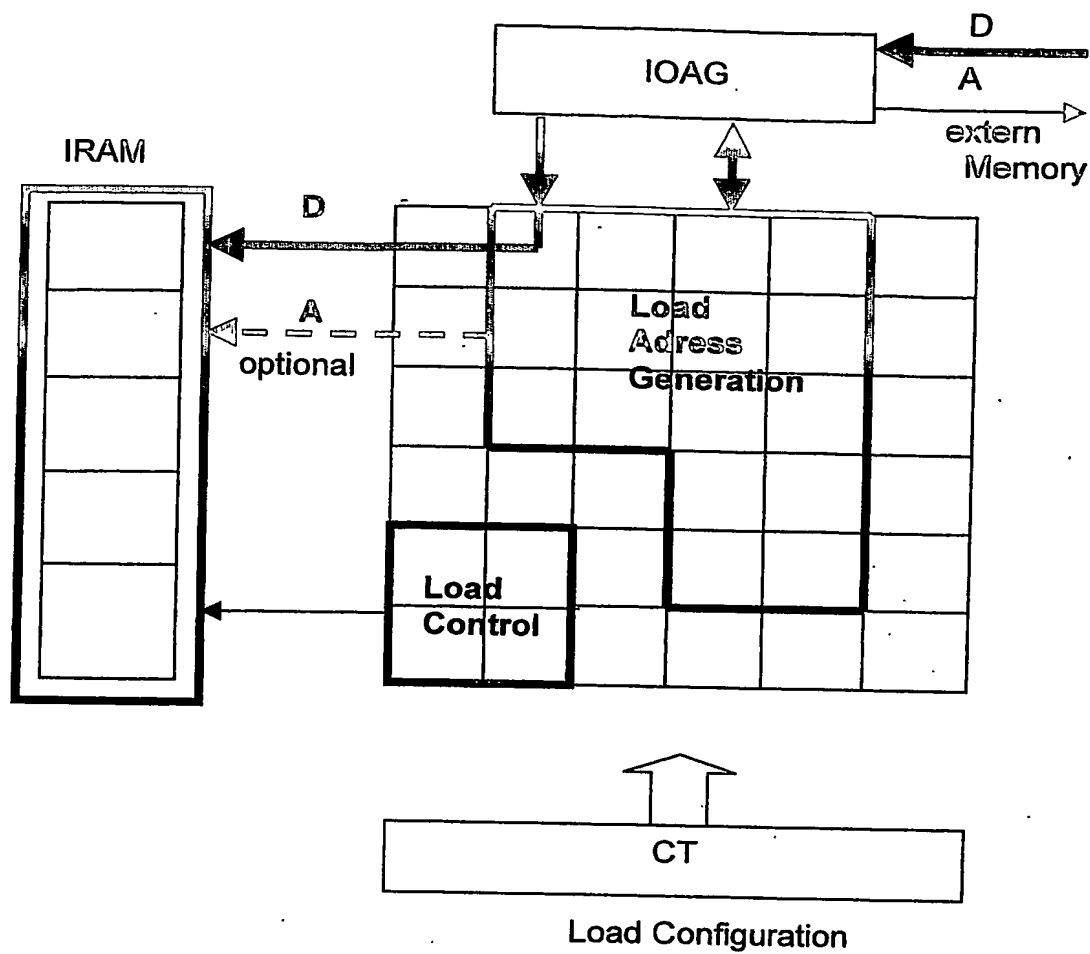 D
IOAG
A
extern
Memory
IRAM
D
Load
A
Adress
optional
Generation
Load
Control
CT
Load Configuration